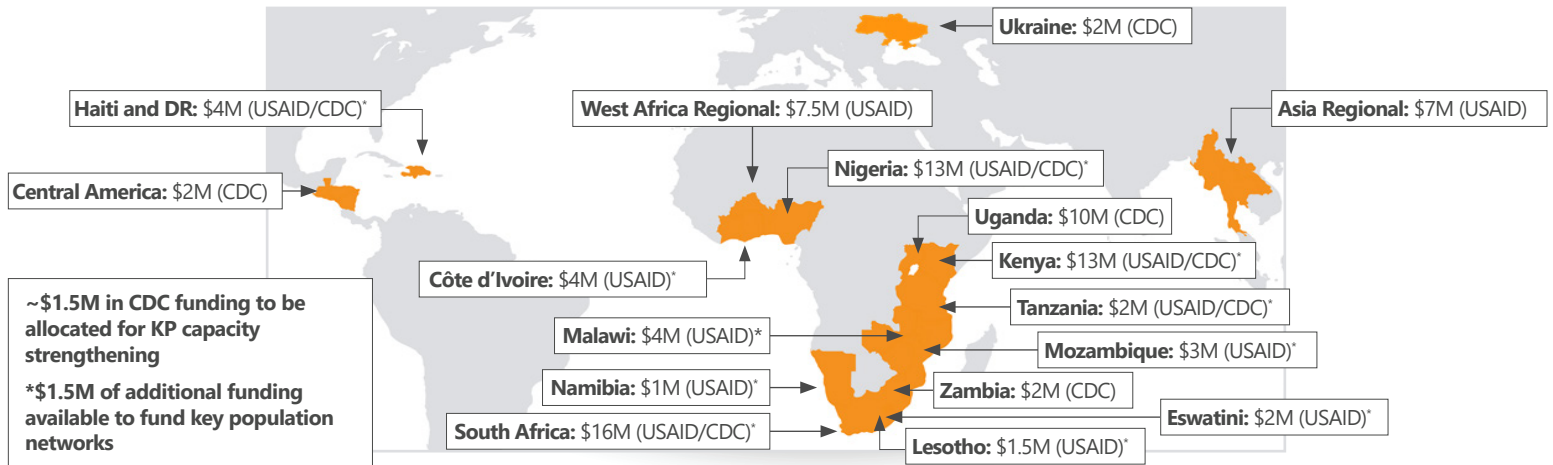 Ukraine: $2M (CDC)
Haiti and DR: $4M (USAID/CDC)*
West Africa Regional: $7.5M (USAID)
Asia Regional: $7M (USAID)
Nigeria: $13M (USAID/CDC)*
Central America: $2M (CDC)
Uganda: $10M (CDC)
Kenya: $13M (USAID/CDC)*
Côte d’Ivoire: $4M (USAID)*
Tanzania: $2M (USAID/CDC)*
Malawi: $4M (USAID)*
Mozambique: $3M (USAID)*
Namibia: $1M (USAID)*
Zambia: $2M (CDC)
Eswatini: $2M (USAID)*
South Africa: $16M (USAID/CDC)*
Lesotho: $1.5M (USAID)*
~$1.5M in CDC funding to be
allocated for KP capacity
strengthening
*$1.5M of additional funding
available to fund key population
networks